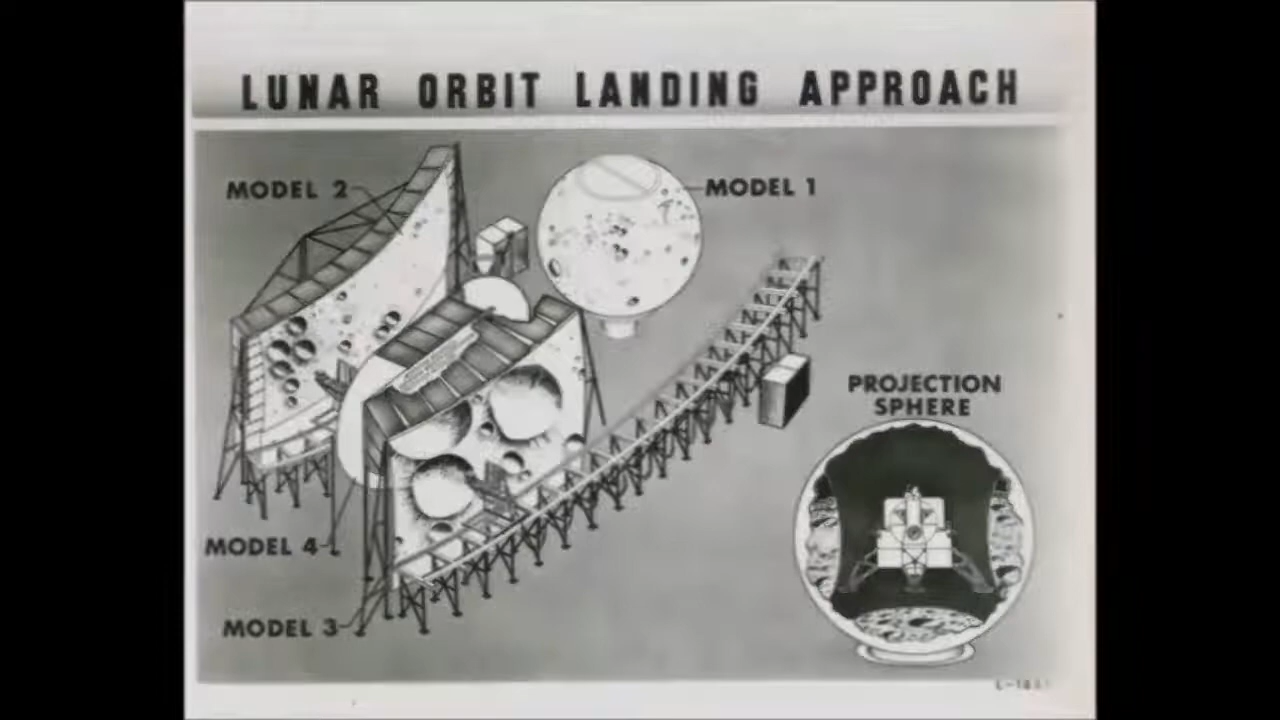 LUNAR ORBIT LANDING APPROACH
MODEL 2
MODEL 1
PROJECTION
SPHERE
MODEL 4
MODEL 3